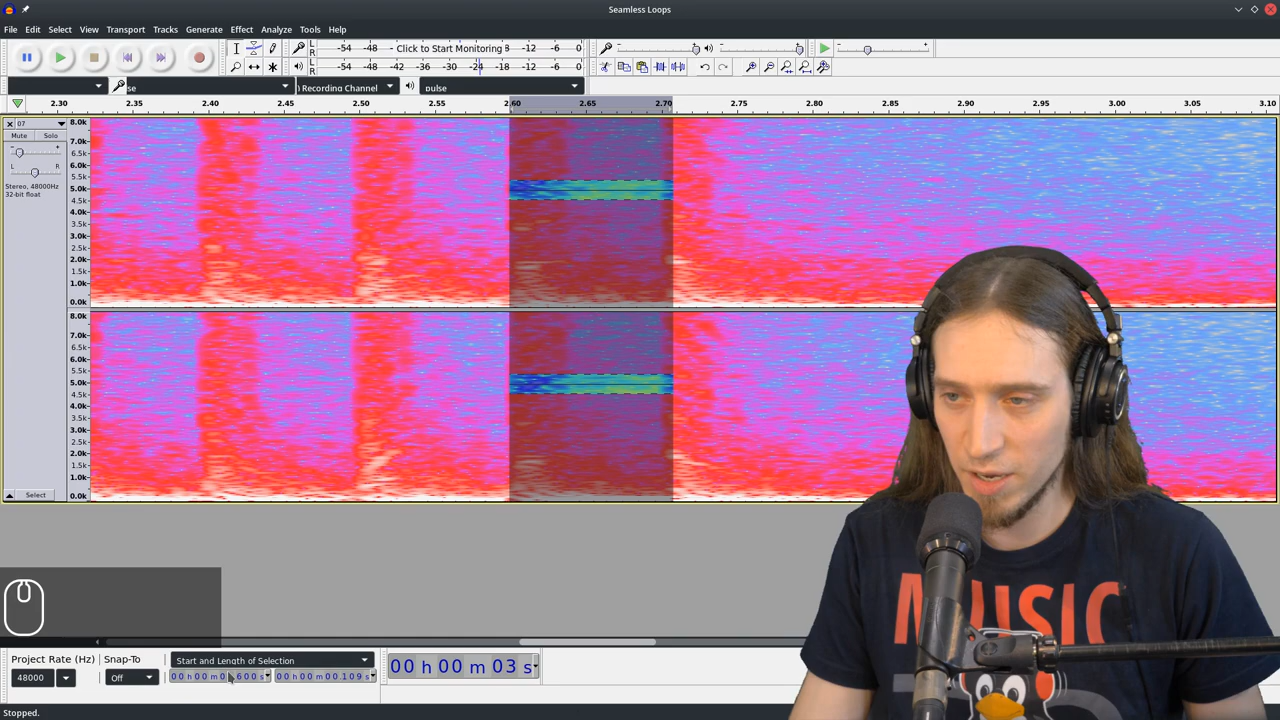 Seamless Loops
File Edit Select View Transport Tracks Generate Effect Analyze Tools Help
L R -54 -48 - Click to Start Monitoring 8 -12 -6 0
L R -54 -48 -42 -36 -30 -24 -18 -12 -6 0
- + - +
se Recording Channel pulse
2.30 2.40 2.50 2.60 2.65 2.70 2.75 2.80 2.85 2.90 2.95 3.00 3.05 3.10
07
Mute Solo
- +
L R
Stereo, 48000Hz
32-bit float
8.0k
7.0k
6.5k
6.0k
5.5k
5.0k
4.5k
4.0k
3.5k
3.0k
2.5k
2.0k
1.5k
1.0k
0.0k
8.0k
7.0k
6.5k
6.0k
5.5k
5.0k
4.5k
4.0k
3.5k
3.0k
2.5k
2.0k
1.5k
1.0k
0.0k
Select
MUSIC
Project Rate (Hz) Snap-To Start and Length of Selection
48000 Off 00 h 00 m 0 600 s 00 h 00 m 00.109 s
00 h 00 m 03 s
Stopped.